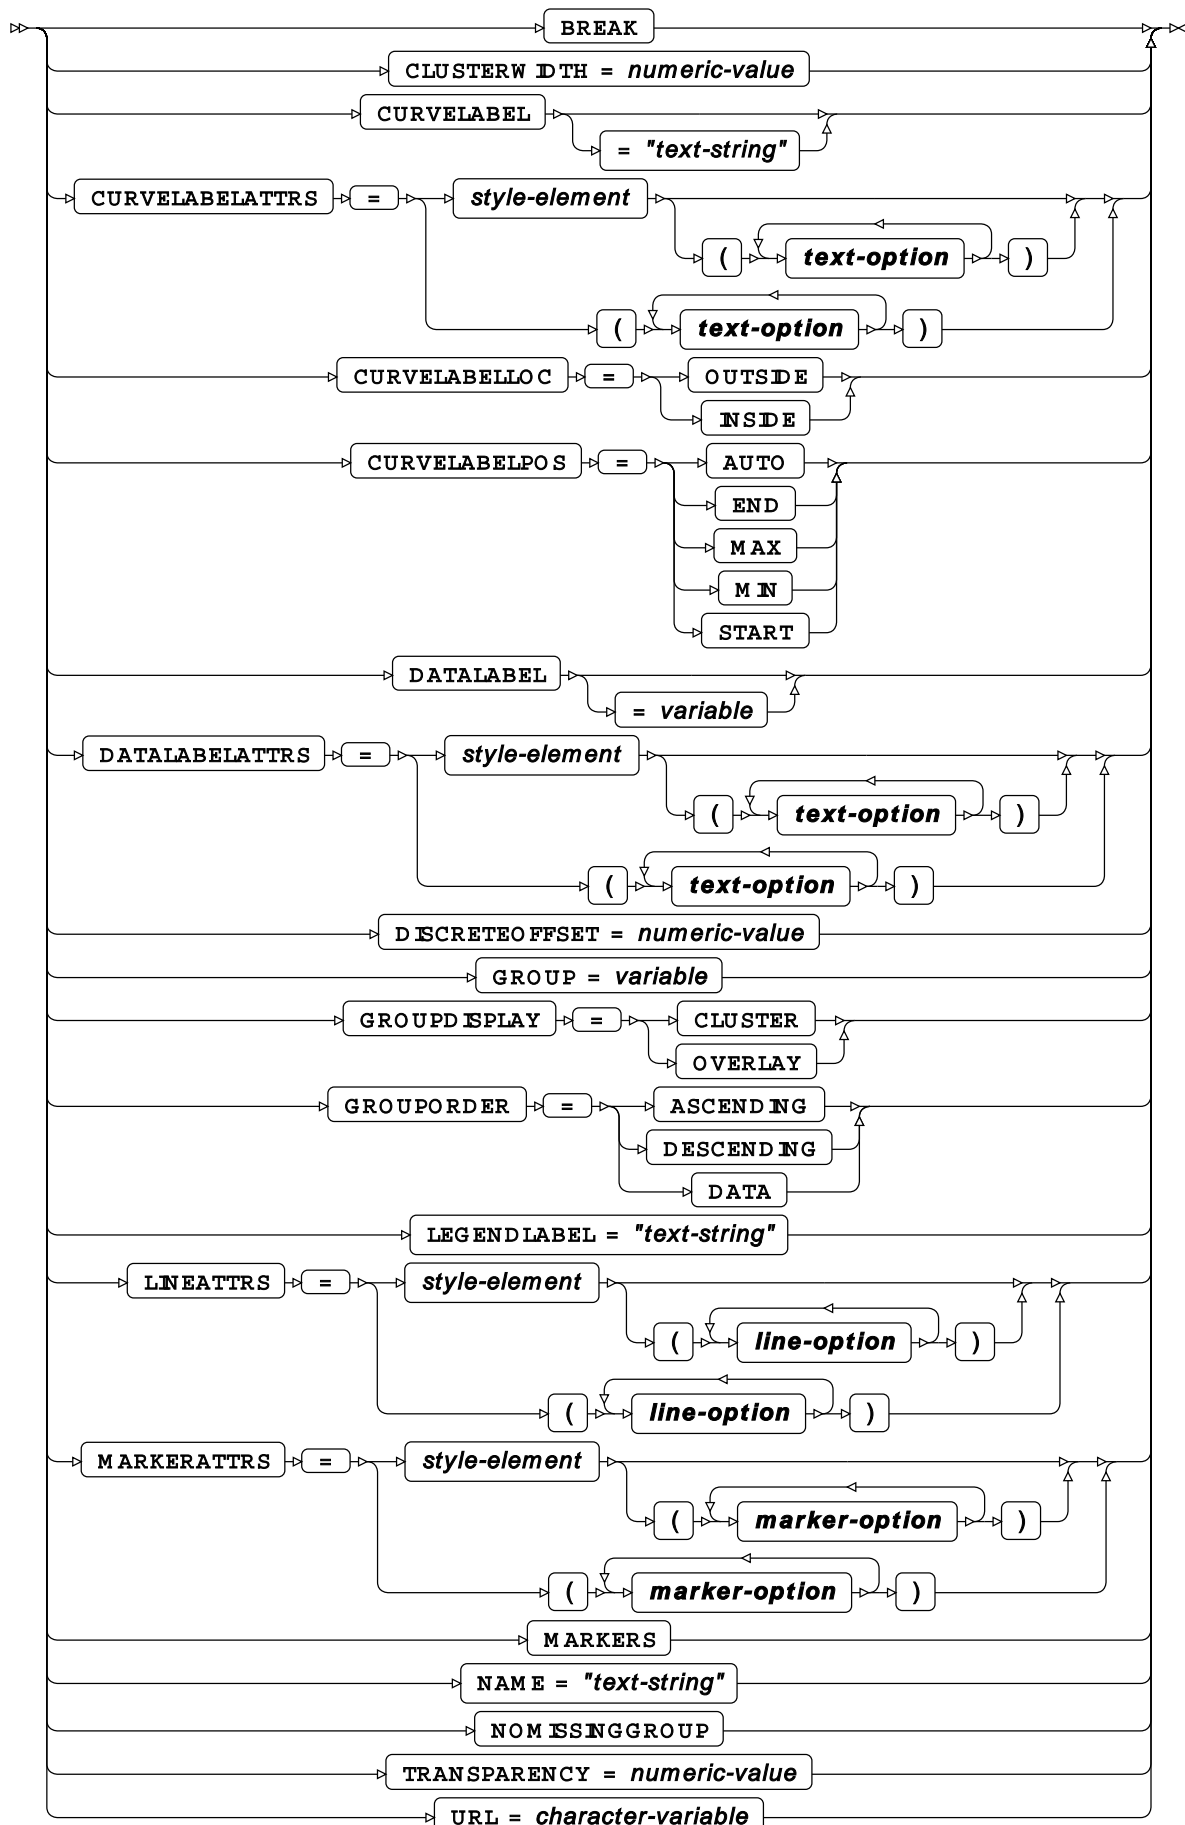 BREAK
CLUSTERWIDTH = numeric-value
CURVELABEL
= "text-string"
CURVELABELATTRS = style-element
( text-option )
( text-option )
CURVELABELLOC = OUTSIDE
INSIDE
CURVELABELPOS = AUTO
END
MAX
MIN
START
DATALABEL
= variable
DATALABELATTRS = style-element
( text-option )
( text-option )
DISCRETEOFFSET = numeric-value
GROUP = variable
GROUPDISPLAY = CLUSTER
OVERLAY
GROUPORDER = ASCENDING
DESCENDING
DATA
LEGENDLABEL = "text-string"
LINEATTRS = style-element
( line-option )
( line-option )
MARKERATTRS = style-element
( marker-option )
( marker-option )
MARKERS
NAME = "text-string"
NOMISSINGGROUP
TRANSPARENCY = numeric-value
URL = character-variable